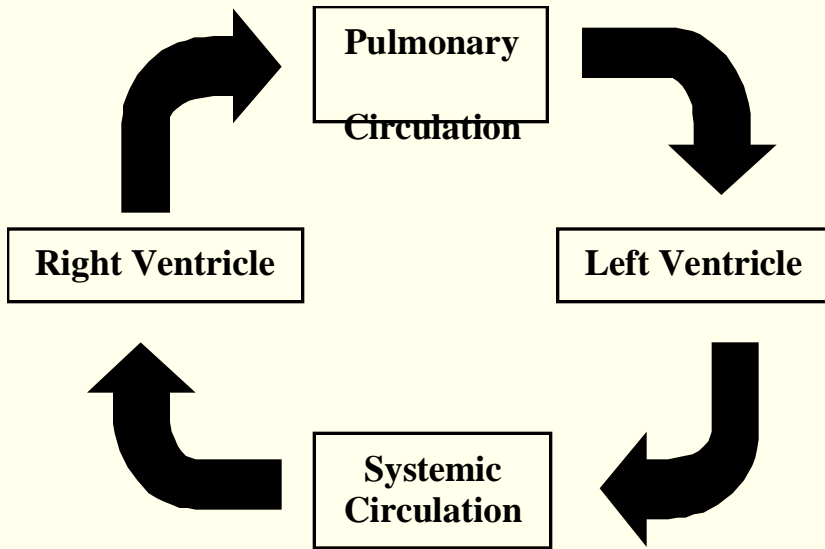 Pulmonary
Circulation
Right Ventricle
Left Ventricle
Systemic
Circulation